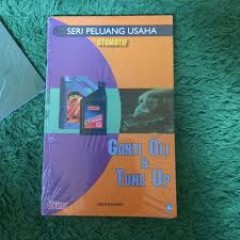 SERI PELUANG USAHA
OTOMOTIF
GANTI OLI
&
TUNE UP